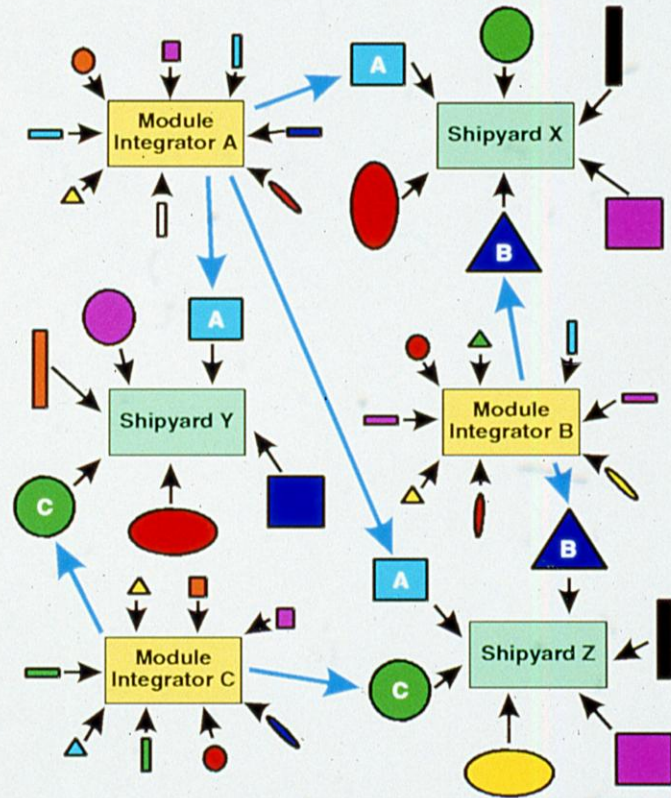 A
Module
Integrator A
Shipyard X
B
A
Shipyard Y
Module
Integrator B
C
B
A
Module
Integrator C
Shipyard Z
C